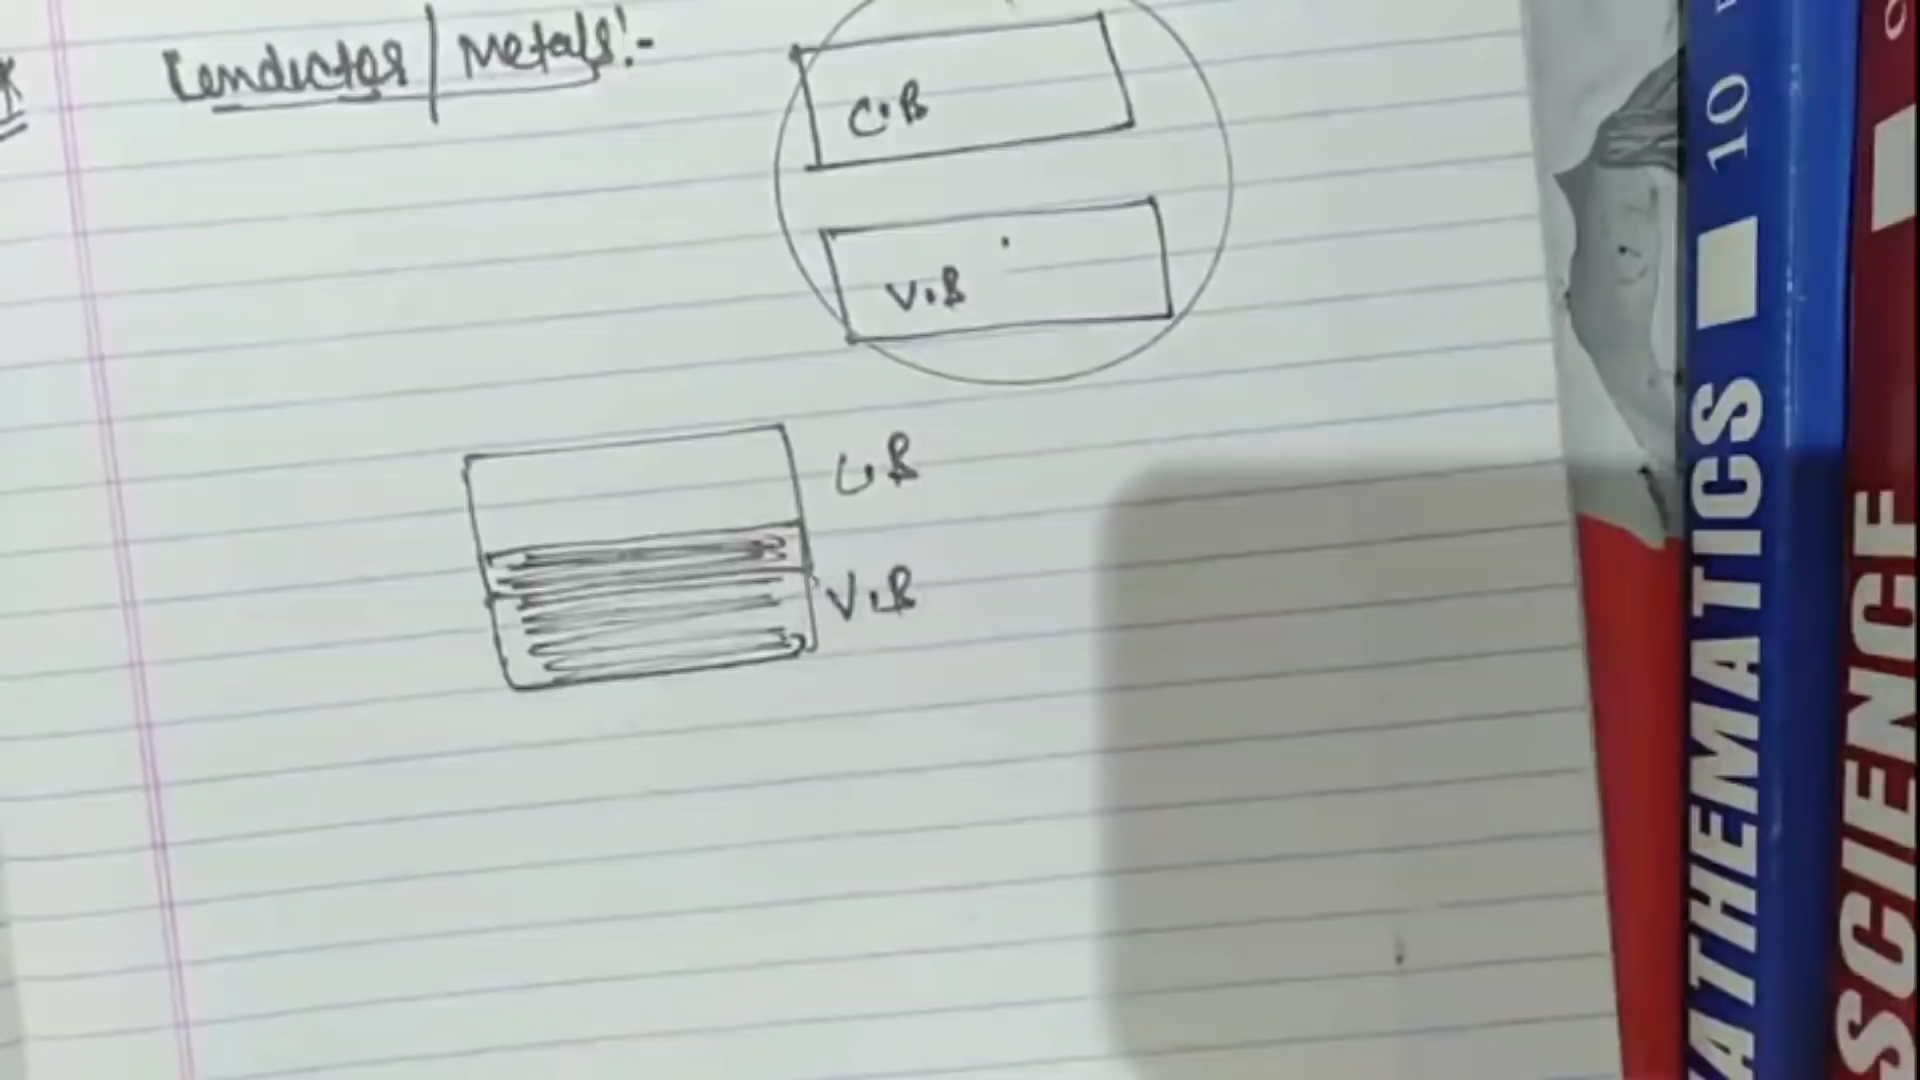 Conductor | Metals:-
C.B
V.B
C.B
V.B
MATHEMATICS 10
SCIENCE